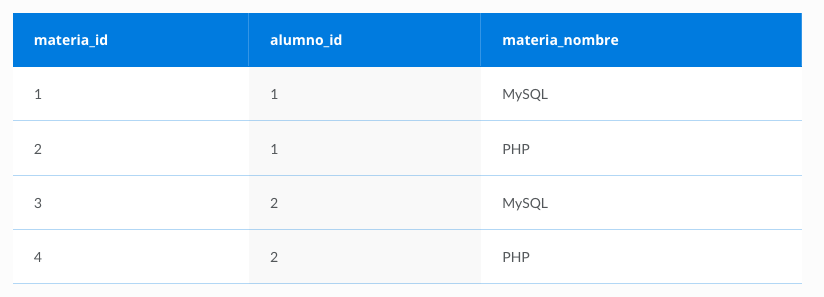 materia_id alumno_id materia_nombre
1 1 MySQL
2 1 PHP
3 2 MySQL
4 2 PHP